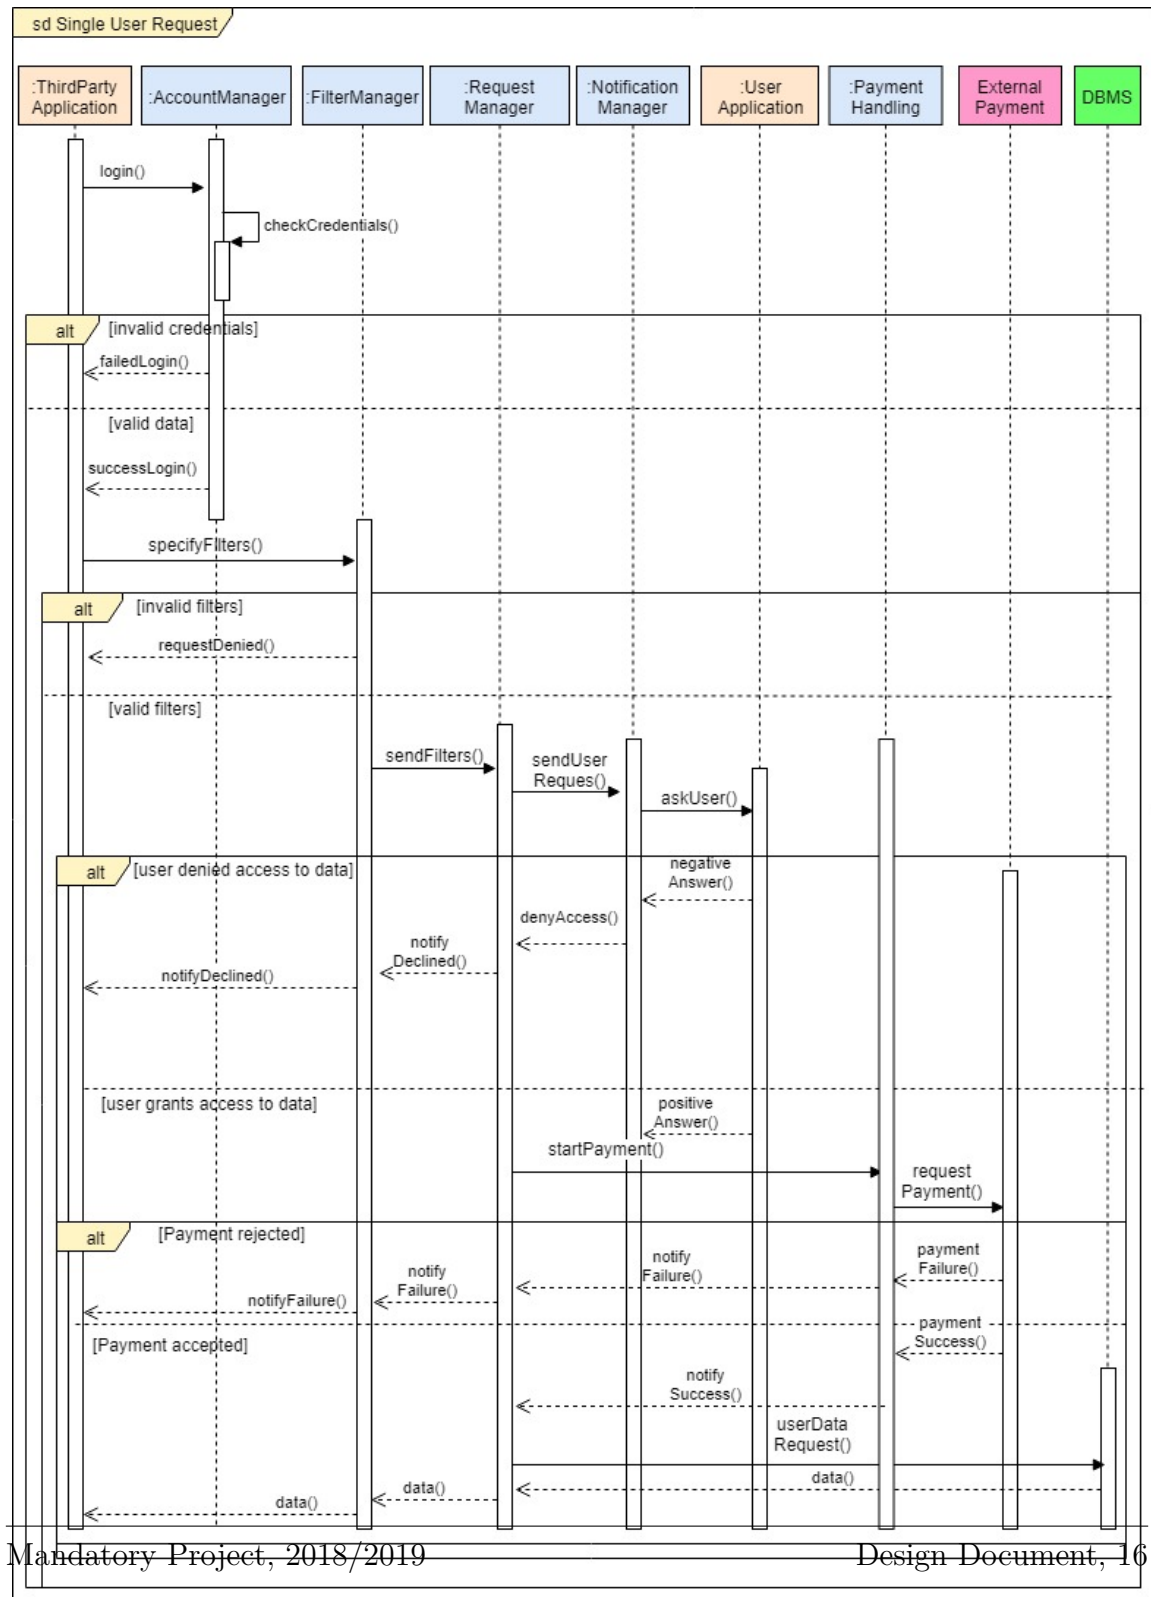 sd Single User Request
:ThirdParty
Application
:AccountManager
:FilterManager
:Request
Manager
:Notification
Manager
:User
Application
:Payment
Handling
External
Payment
DBMS
login()
checkCredentials()
alt
[invalid credentials]
failedLogin()
[valid data]
successLogin()
specifyFIlters()
alt
[invalid filters]
requestDenied()
[valid filters]
sendFilters()
sendUser
Reques()
askUser()
alt
[user denied access to data]
negative
Answer()
denyAccess()
notify
Declined()
notifyDeclined()
[user grants access to data]
positive
Answer()
startPayment()
request
Payment()
alt
[Payment rejected]
payment
Failure()
notify
Failure()
notify
Failure()
notifyFailure()
[Payment accepted]
payment
Success()
notify
Success()
userData
Request()
data()
data()
data()
Mandatory Project, 2018/2019
Design Document, 16